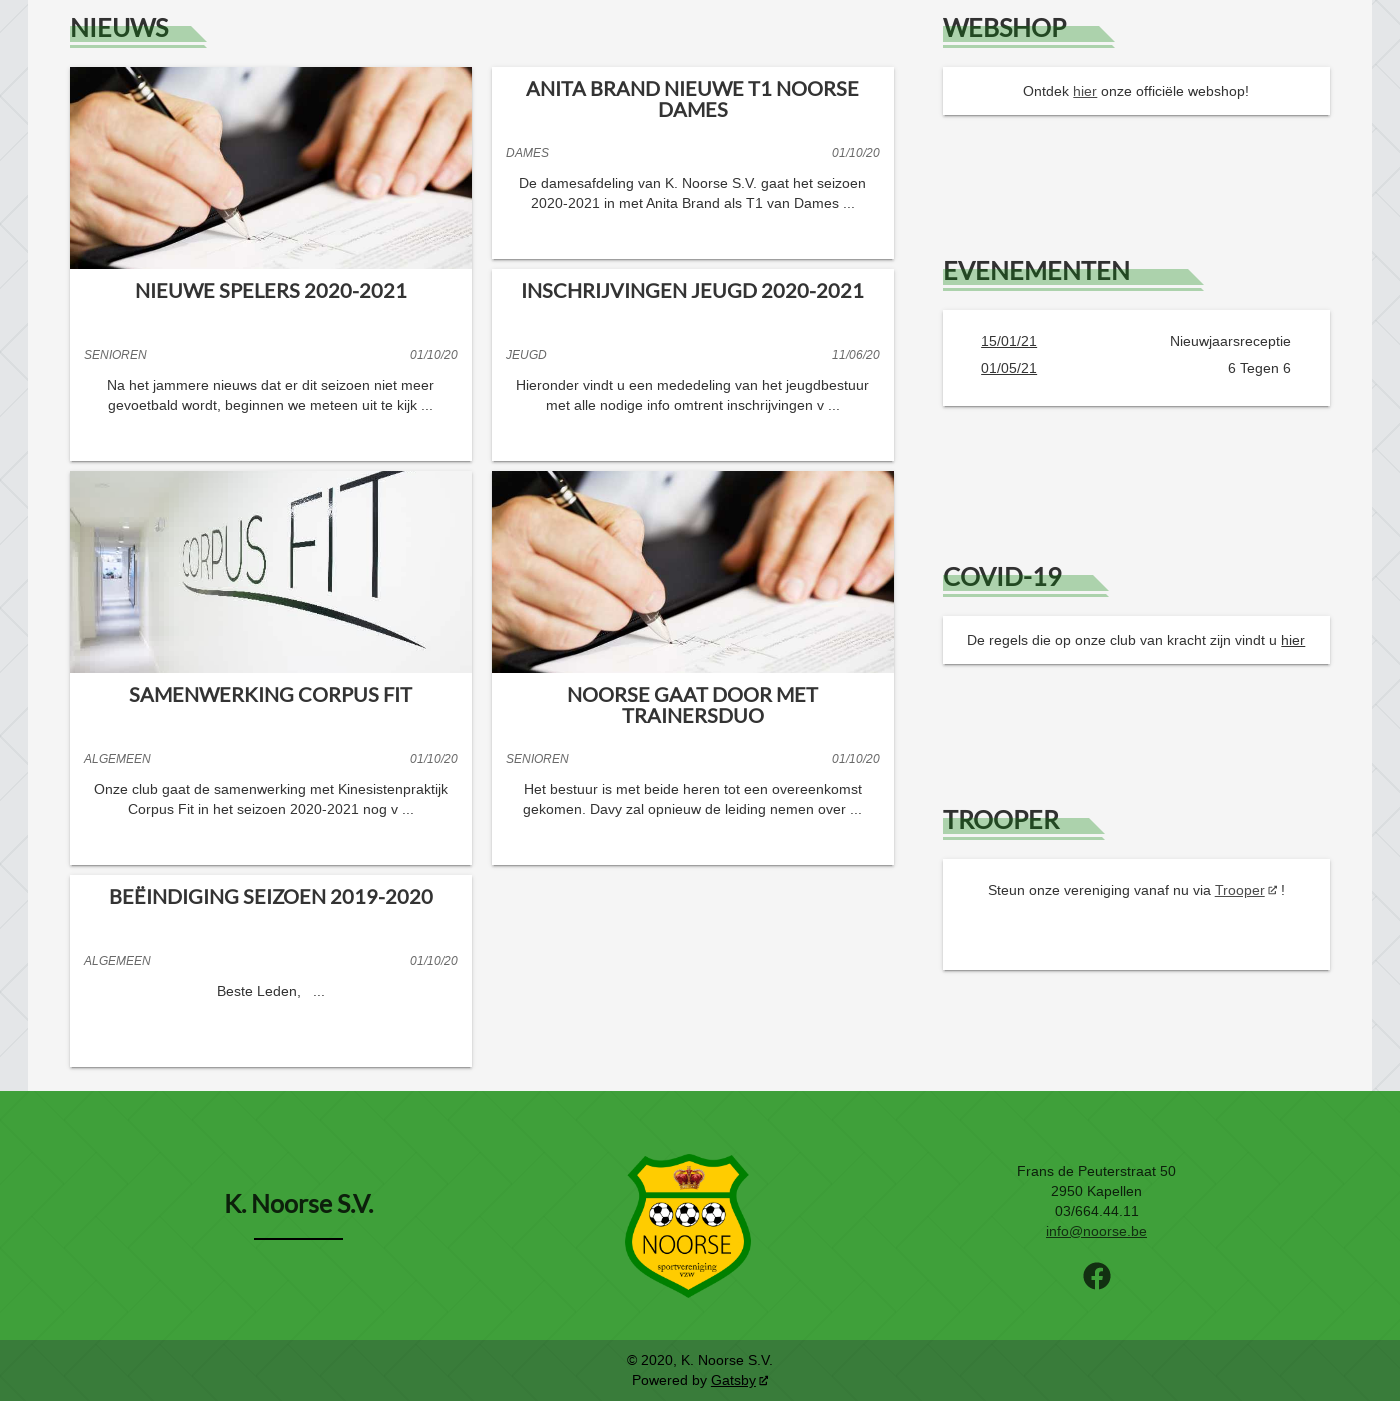 NIEUWS
NIEUWE SPELERS 2020-2021
SENIOREN 01/10/20
Na het jammere nieuws dat er dit seizoen niet meer
gevoetbald wordt, beginnen we meteen uit te kijk ...
ANITA BRAND NIEUWE T1 NOORSE
DAMES
DAMES 01/10/20
De damesafdeling van K. Noorse S.V. gaat het seizoen
2020-2021 in met Anita Brand als T1 van Dames ...
INSCHRIJVINGEN JEUGD 2020-2021
JEUGD 11/06/20
Hieronder vindt u een mededeling van het jeugdbestuur
met alle nodige info omtrent inschrijvingen v ...
CORPUS FIT
SAMENWERKING CORPUS FIT
ALGEMEEN 01/10/20
Onze club gaat de samenwerking met Kinesistenpraktijk
Corpus Fit in het seizoen 2020-2021 nog v ...
NOORSE GAAT DOOR MET
TRAINERSDUO
SENIOREN 01/10/20
Het bestuur is met beide heren tot een overeenkomst
gekomen. Davy zal opnieuw de leiding nemen over ...
BEËINDIGING SEIZOEN 2019-2020
ALGEMEEN 01/10/20
Beste Leden, ...
WEBSHOP
Ontdek hier onze officiële webshop!
EVENEMENTEN
15/01/21 Nieuwjaarsreceptie
01/05/21 6 Tegen 6
COVID-19
De regels die op onze club van kracht zijn vindt u hier
TROOPER
Steun onze vereniging vanaf nu via Trooper !
K. Noorse S.V.
NOORSE
sportvereniging
vzw
Frans de Peuterstraat 50
2950 Kapellen
03/664.44.11
info@noorse.be
© 2020, K. Noorse S.V.
Powered by Gatsby